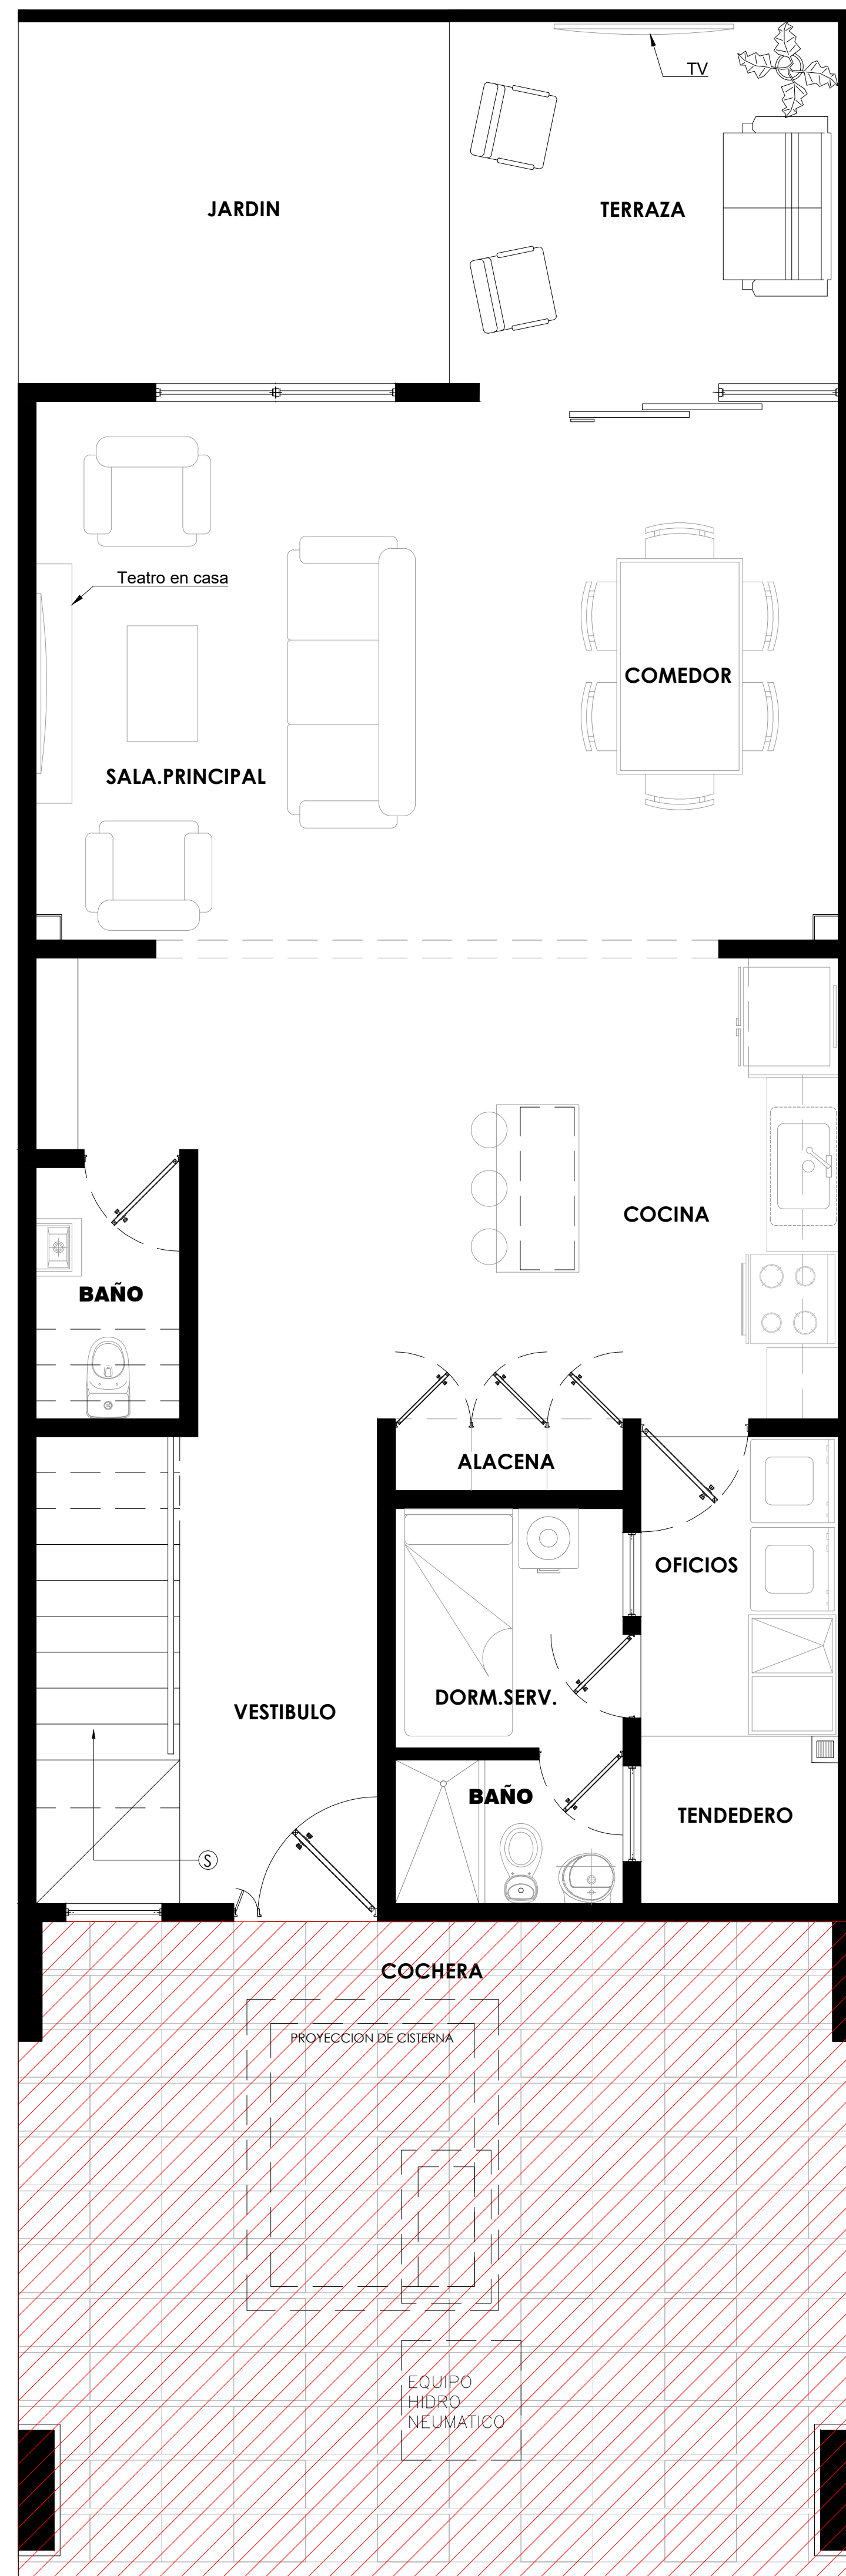 TV
JARDIN
TERRAZA
Teatro en casa
COMEDOR
SALA.PRINCIPAL
COCINA
BAÑO
ALACENA
OFICIOS
DORM.SERV.
VESTIBULO
BAÑO
TENDEDERO
S
COCHERA
PROYECCION DE CISTERNA
EQUIPO
HIDRO
NEUMATICO